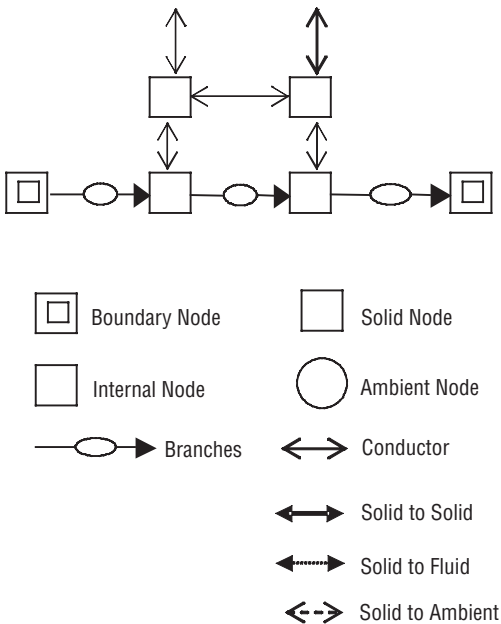 Boundary Node
Solid Node
Internal Node
Ambient Node
Branches
Conductor
Solid to Solid
Solid to Fluid
Solid to Ambient